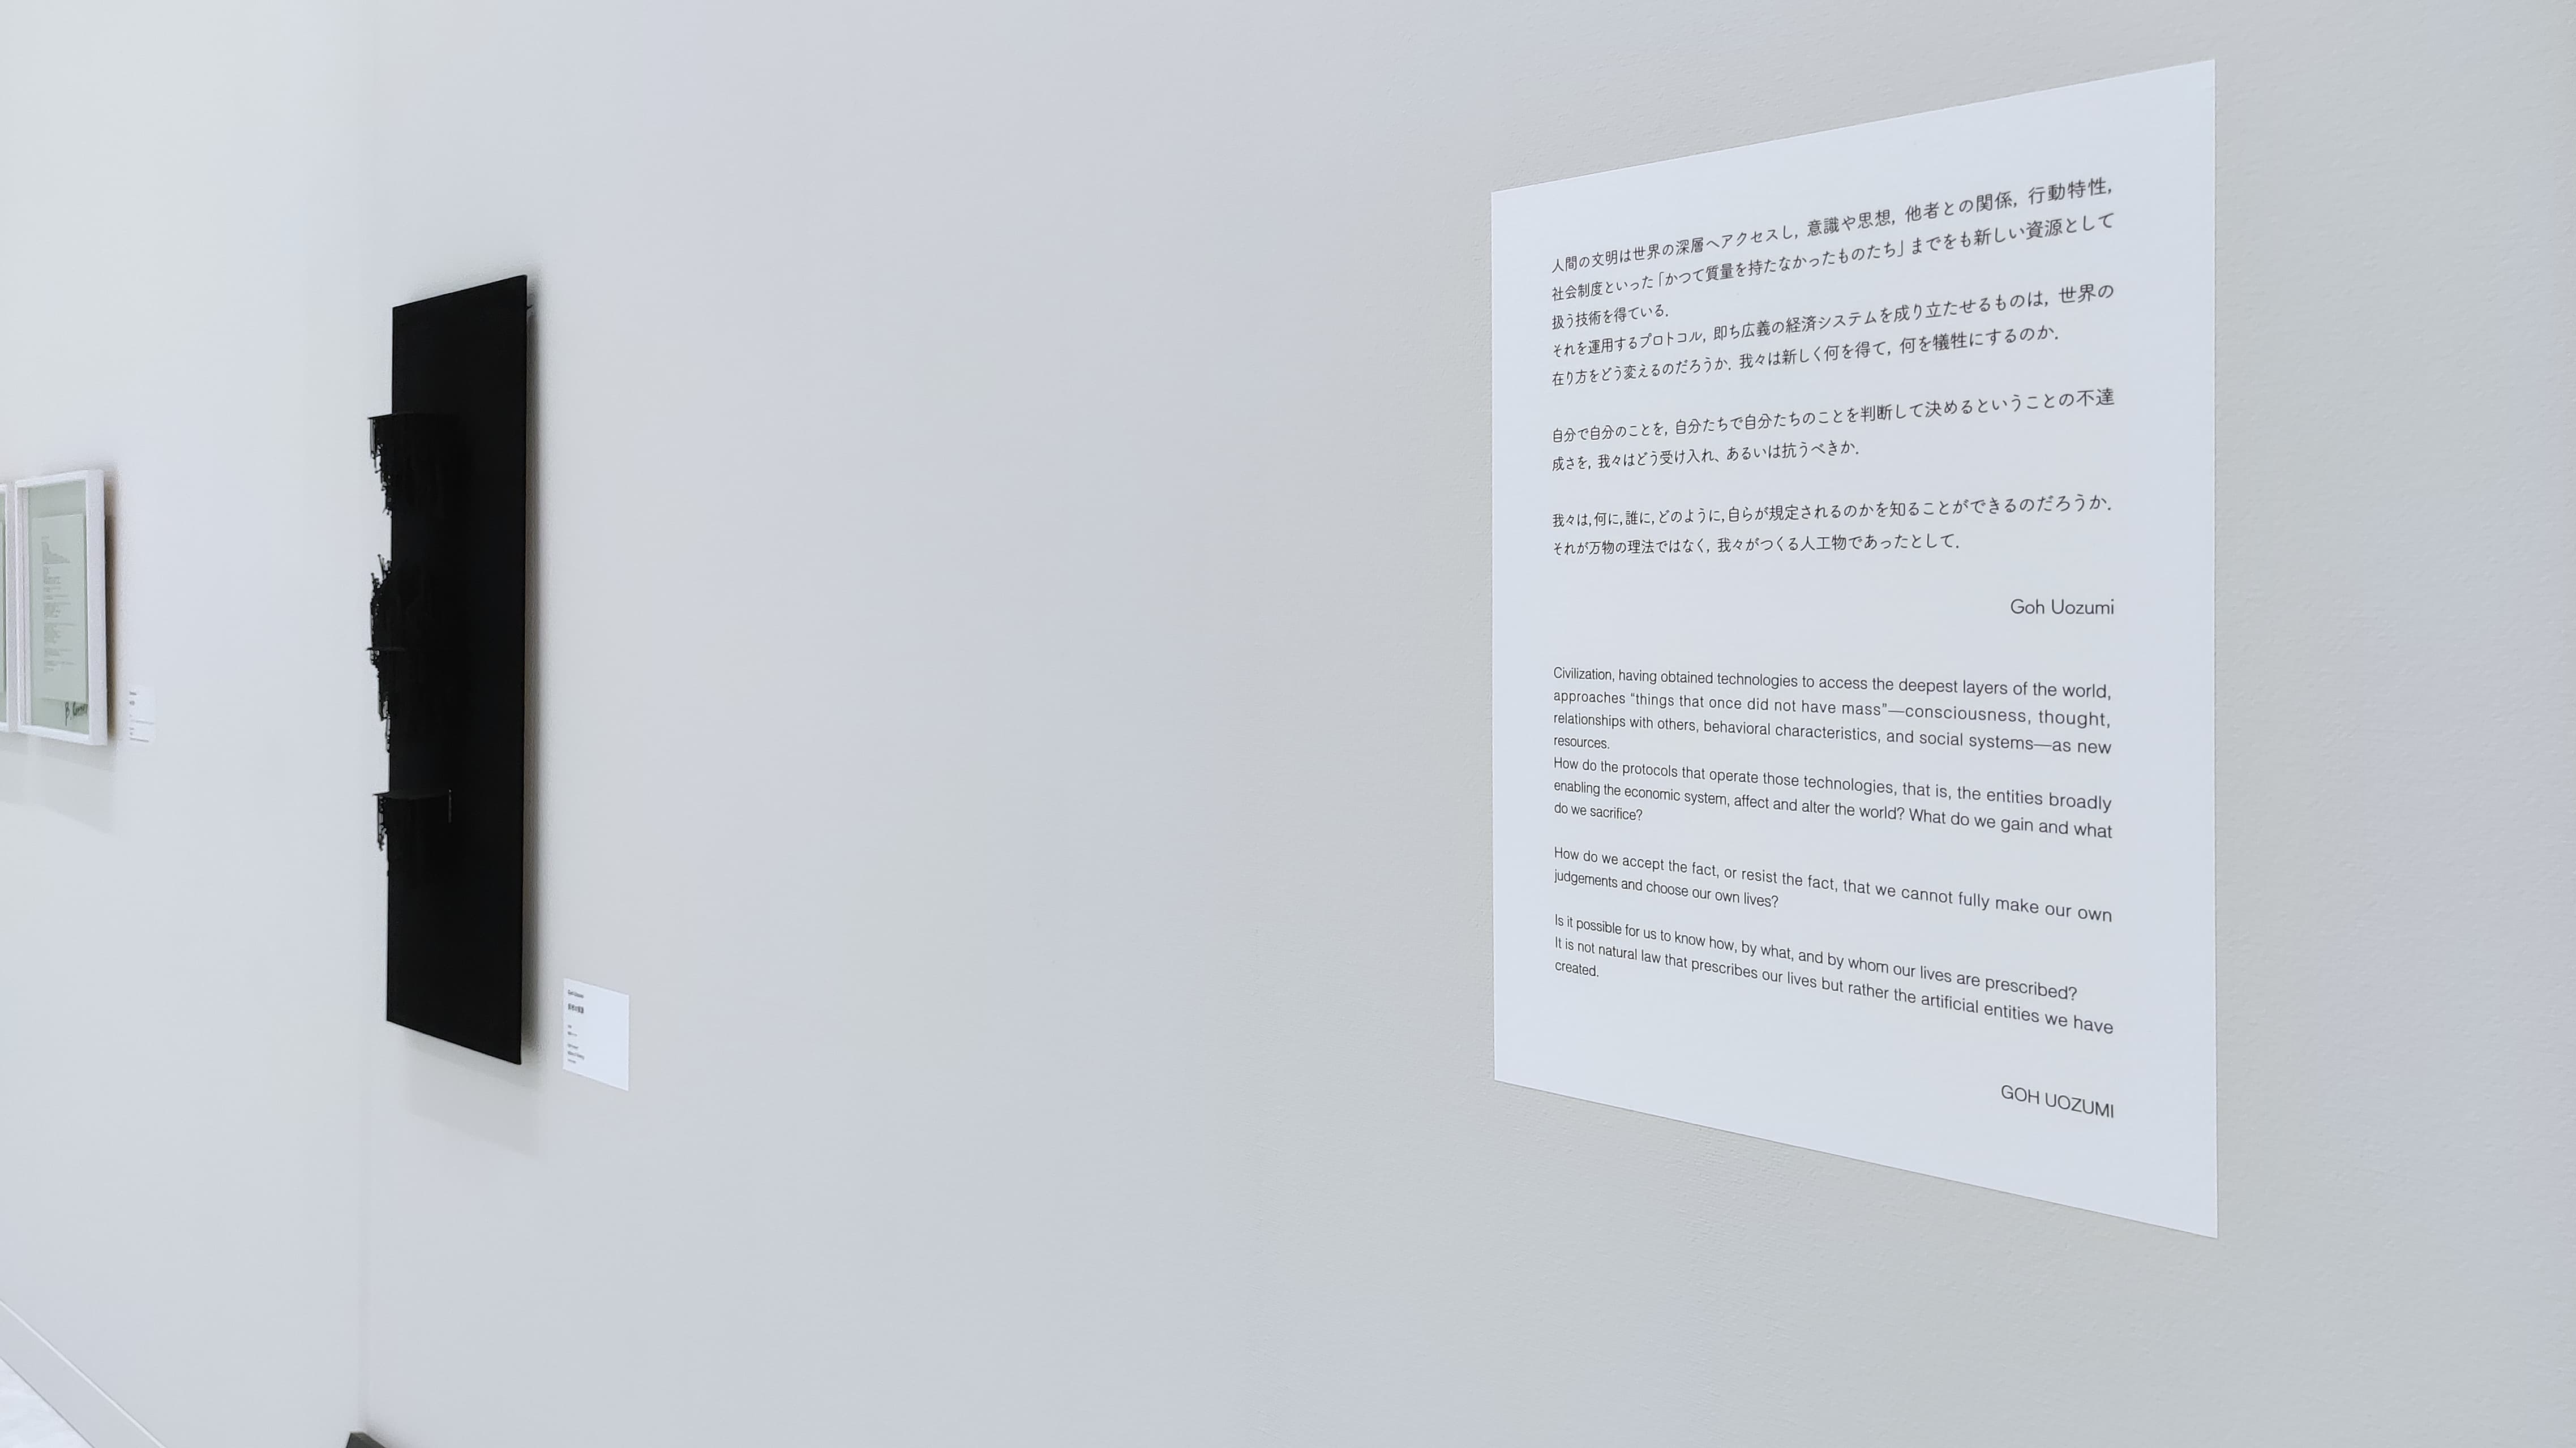 人間の文明は世界の深層へアクセスし, 意識や思想, 他者との関係, 行動特性,
社会制度といった「かつて質量を持たなかったものたち」までをも新しい資源として
扱う技術を得ている.
それを運用するプロトコル, 即ち広義の経済システムを成り立たせるものは, 世界の
在り方をどう変えるのだろうか. 我々は新しく何を得て, 何を犠牲にするのか.
自分で自分のことを, 自分たちで自分たちのことを判断して決めるということの不達
成さを, 我々はどう受け入れ、あるいは抗うべきか.
我々は, 何に, 誰に, どのように, 自らが規定されるのかを知ることができるのだろうか.
それが万物の理法ではなく, 我々がつくる人工物であったとして.
Goh Uozumi
Civilization, having obtained technologies to access the deepest layers of the world,
approaches “things that once did not have mass”—consciousness, thought,
relationships with others, behavioral characteristics, and social systems—as new
resources.
How do the protocols that operate those technologies, that is, the entities broadly
enabling the economic system, affect and alter the world? What do we gain and what
do we sacrifice?
How do we accept the fact, or resist the fact, that we cannot fully make our own
judgements and choose our own lives?
Is it possible for us to know how, by what, and by whom our lives are prescribed?
It is not natural law that prescribes our lives but rather the artificial entities we have
created.
GOH UOZUMI